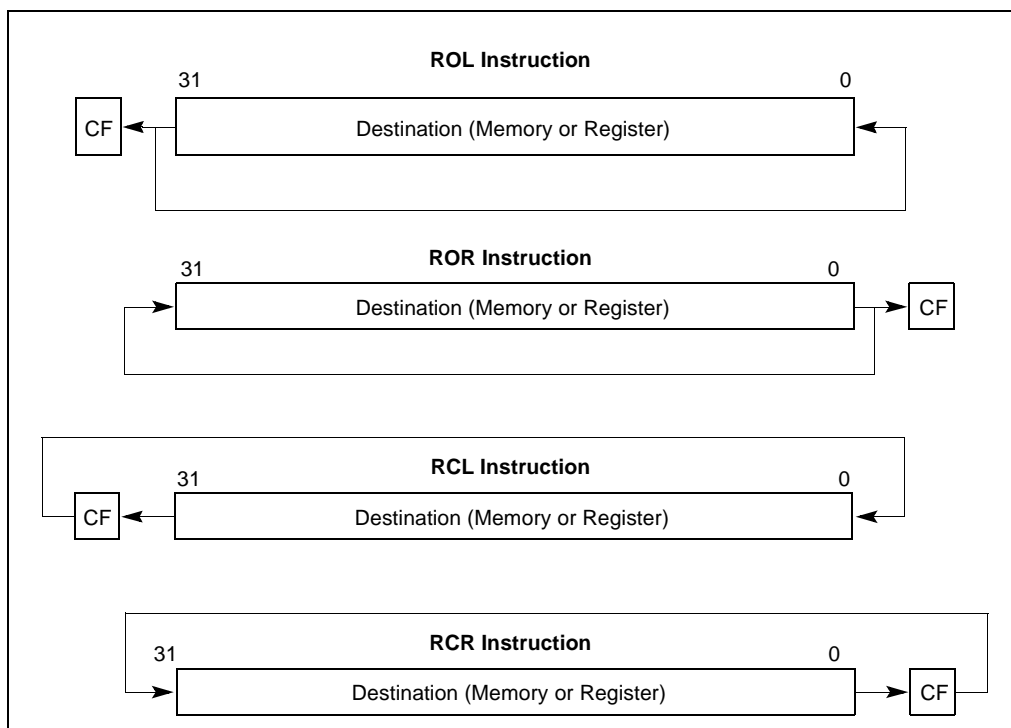 ROL Instruction
31 0
CF Destination (Memory or Register)
ROR Instruction
31 0
Destination (Memory or Register) CF
RCL Instruction
31 0
CF Destination (Memory or Register)
RCR Instruction
31 0
Destination (Memory or Register) CF